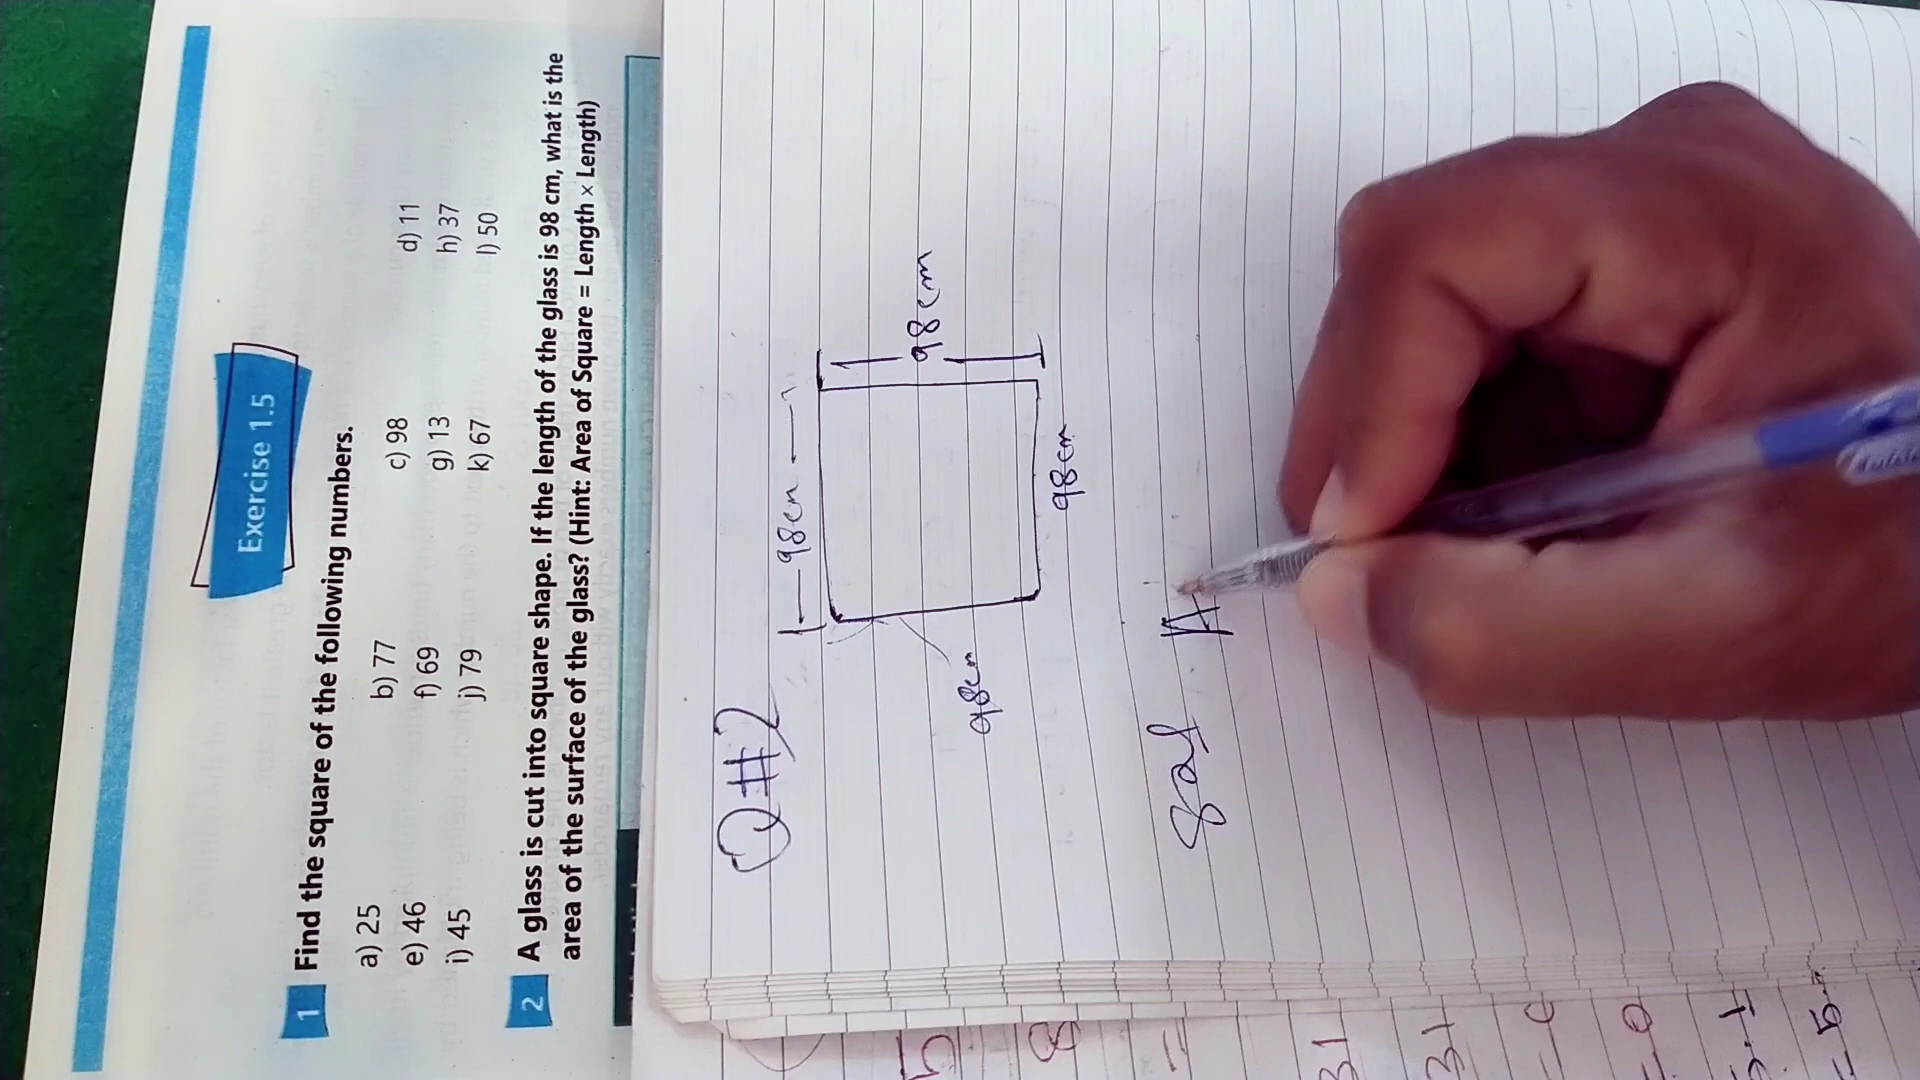 Exercise 1.5
1 Find the square of the following numbers.
a) 25 b) 77 c) 98 d) 11
e) 46 f) 69 g) 13 h) 37
i) 45 j) 79 k) 67 l) 50
2 A glass is cut into square shape. If the length of the glass is 98 cm, what is the
area of the surface of the glass? (Hint: Area of Square = Length × Length)
Q#2
98cm
98cm
98cm
98cm
A